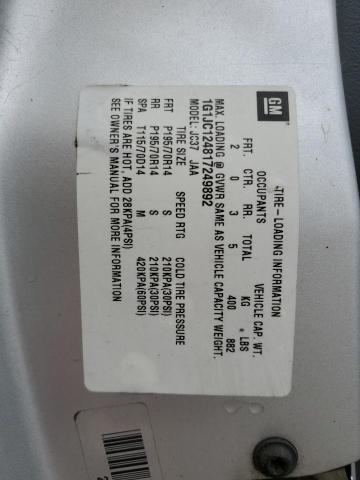 GM
TIRE-LOADING INFORMATION
OCCUPANTS VEHICLE CAP. WT.
FRT. CTR. RR. TOTAL KG LBS
2 0 3 5 400 882
MAX. LOADING @ GVWR SAME AS VEHICLE CAPACITY WEIGHT.
1G1JC124817249892
MODEL: JC37 JAA
TIRE SIZE SPEED RTG COLD TIRE PRESSURE
FRT P195/70R14 S 210KPA(30PSI)
RR P195/70R14 S 210KPA(30PSI)
SPA T115/70D14 M 420KPA(60PSI)
IF TIRES ARE HOT, ADD 28KPA(4PSI)
SEE OWNER'S MANUAL FOR MORE INFORMATION